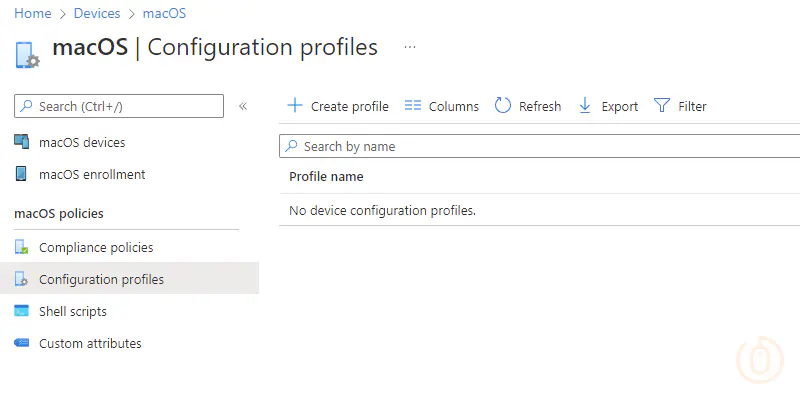 Home > Devices > macOS
macOS | Configuration profiles ...
Search (Ctrl+/) «
+ Create profile Columns Refresh Export Filter
macOS devices
Search by name
macOS enrollment
Profile name
macOS policies
No device configuration profiles.
Compliance policies
Configuration profiles
Shell scripts
Custom attributes